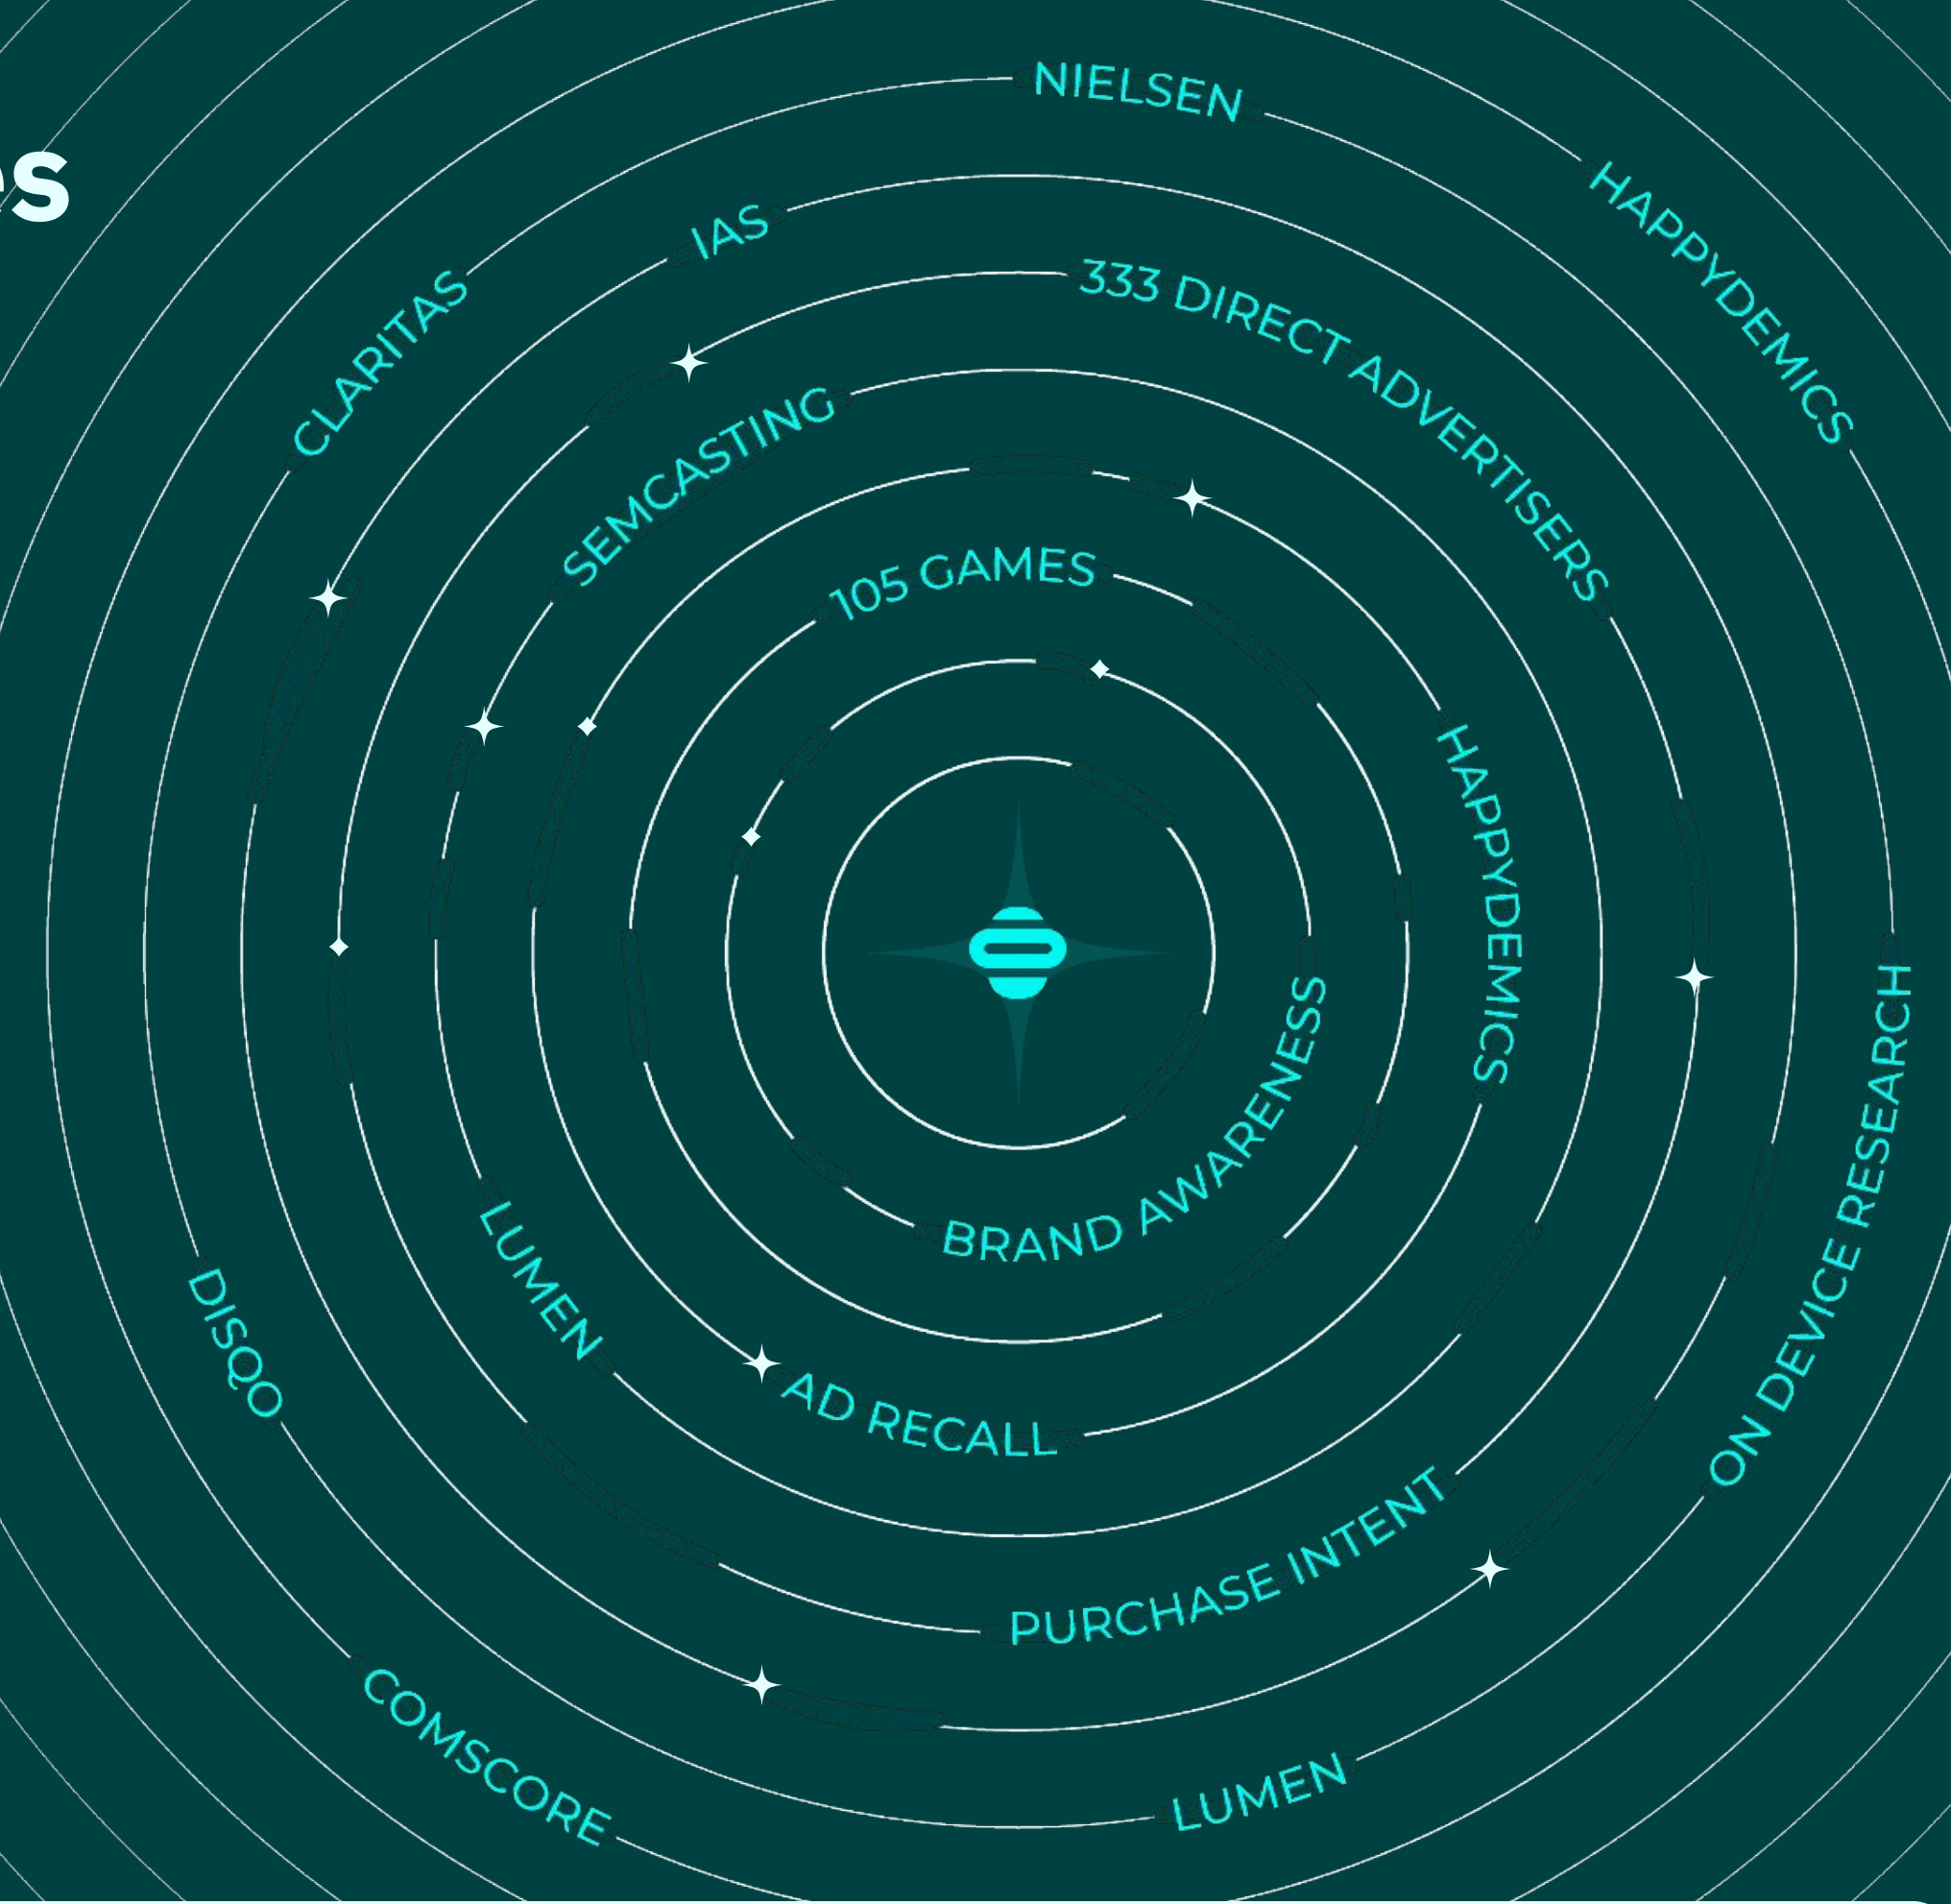 NIELSEN
es
HAPPYDEMICS
IAS
CLARITAS
333 DIRECT ADVERTISERS
SEMCASTING
105 GAMES
HAPPYDEMICS
BRAND AWARENESS
ON DEVICE RESEARCH
LUMEN
DISQO
AD RECALL
PURCHASE INTENT
COMSCORE
LUMEN